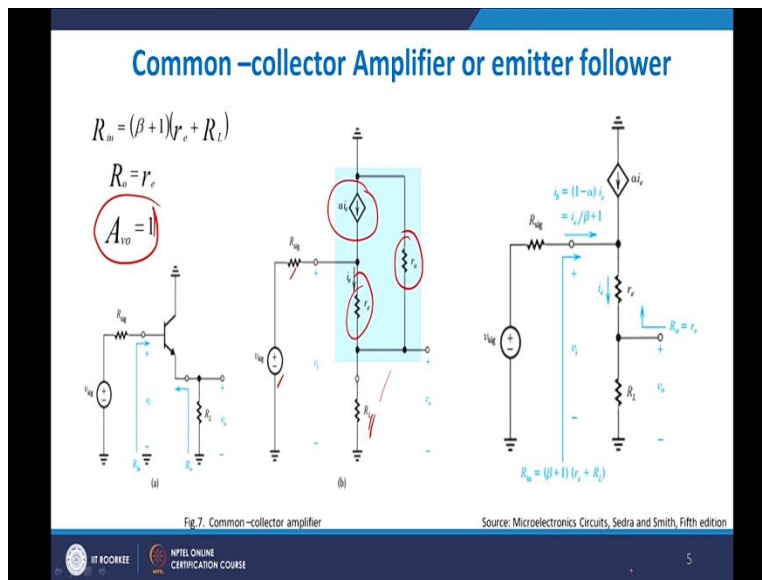 Common –collector Amplifier or emitter follower
R_in = (β+1)(r_e + R_L)
R_o = r_e
A_vo = 1
R_sig
v_sig
+
−
+
v_i
−
R_L
+
v_o
−
R_in
R_o
(a)
αi_e
R_sig
i_e
r_e
r_o
v_sig
+
−
+
v_i
−
R_L
+
v_o
−
(b)
αi_e
i_b = (1−α) i_e
= i_e/β+1
R_sig
i_e
r_e
R_o = r_e
v_sig
+
−
+
v_i
−
R_L
+
v_o
−
R_in = (β+1) (r_e + R_L)
Fig.7. Common –collector amplifier
Source: Microelectronics Circuits, Sedra and Smith, Fifth edition
IIT ROORKEE
NPTEL ONLINE
CERTIFICATION COURSE
5